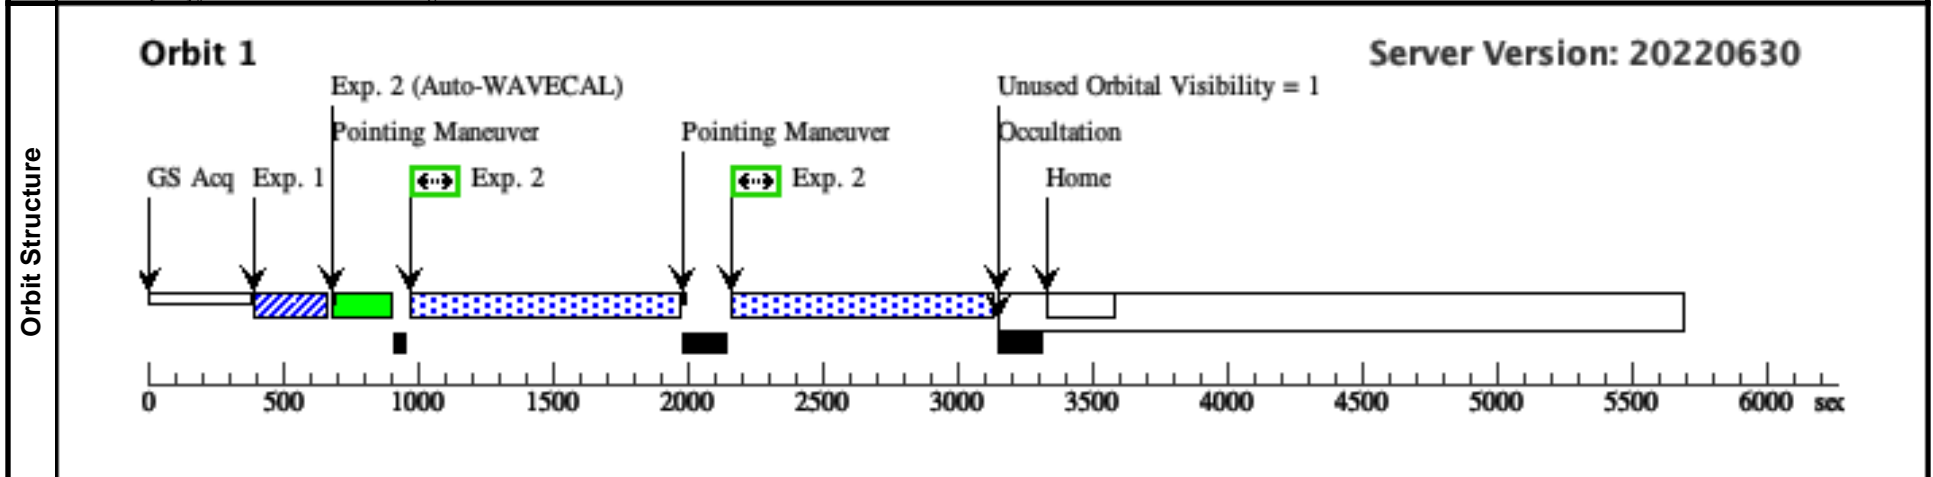 Orbit Structure
Orbit 1
Server Version: 20220630
Exp. 2 (Auto-WAVECAL)
Unused Orbital Visibility = 1
Pointing Maneuver
Pointing Maneuver
Occultation
GS Acq
Exp. 1
Exp. 2
Exp. 2
Home
0 500 1000 1500 2000 2500 3000 3500 4000 4500 5000 5500 6000 sec